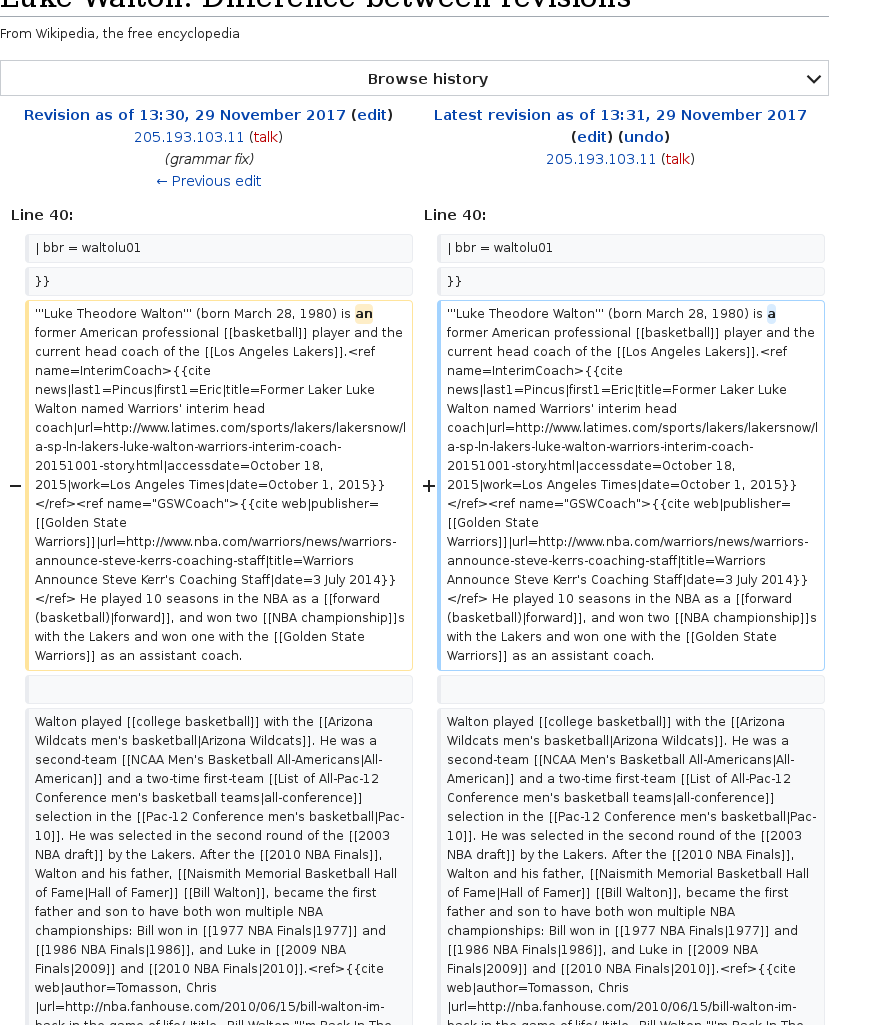 Luke Walton: Difference between revisions
From Wikipedia, the free encyclopedia
Browse history
Revision as of 13:30, 29 November 2017 (edit)
205.193.103.11 (talk)
(grammar fix)
← Previous edit
Latest revision as of 13:31, 29 November 2017
(edit) (undo)
205.193.103.11 (talk)
Line 40:
| bbr = waltolu01
}}
−
'''Luke Theodore Walton''' (born March 28, 1980) is an
former American professional [[basketball]] player and the
current head coach of the [[Los Angeles Lakers]].<ref
name=InterimCoach>{{cite
news|last1=Pincus|first1=Eric|title=Former Laker Luke
Walton named Warriors' interim head
coach|url=http://www.latimes.com/sports/lakers/lakersnow/l
a-sp-ln-lakers-luke-walton-warriors-interim-coach-
20151001-story.html|accessdate=October 18,
2015|work=Los Angeles Times|date=October 1, 2015}}
</ref><ref name="GSWCoach">{{cite web|publisher=
[[Golden State
Warriors]]|url=http://www.nba.com/warriors/news/warriors-
announce-steve-kerrs-coaching-staff|title=Warriors
Announce Steve Kerr's Coaching Staff|date=3 July 2014}}
</ref> He played 10 seasons in the NBA as a [[forward
(basketball)|forward]], and won two [[NBA championship]]s
with the Lakers and won one with the [[Golden State
Warriors]] as an assistant coach.
Walton played [[college basketball]] with the [[Arizona
Wildcats men's basketball|Arizona Wildcats]]. He was a
second-team [[NCAA Men's Basketball All-Americans|All-
American]] and a two-time first-team [[List of All-Pac-12
Conference men's basketball teams|all-conference]]
selection in the [[Pac-12 Conference men's basketball|Pac-
10]]. He was selected in the second round of the [[2003
NBA draft]] by the Lakers. After the [[2010 NBA Finals]],
Walton and his father, [[Naismith Memorial Basketball Hall
of Fame|Hall of Famer]] [[Bill Walton]], became the first
father and son to have both won multiple NBA
championships: Bill won in [[1977 NBA Finals|1977]] and
[[1986 NBA Finals|1986]], and Luke in [[2009 NBA
Finals|2009]] and [[2010 NBA Finals|2010]].<ref>{{cite
web|author=Tomasson, Chris
|url=http://nba.fanhouse.com/2010/06/15/bill-walton-im-
back-in-the-game-of-life/ |title=Bill Walton "I'm Back In The
Line 40:
| bbr = waltolu01
}}
+
'''Luke Theodore Walton''' (born March 28, 1980) is a
former American professional [[basketball]] player and the
current head coach of the [[Los Angeles Lakers]].<ref
name=InterimCoach>{{cite
news|last1=Pincus|first1=Eric|title=Former Laker Luke
Walton named Warriors' interim head
coach|url=http://www.latimes.com/sports/lakers/lakersnow/l
a-sp-ln-lakers-luke-walton-warriors-interim-coach-
20151001-story.html|accessdate=October 18,
2015|work=Los Angeles Times|date=October 1, 2015}}
</ref><ref name="GSWCoach">{{cite web|publisher=
[[Golden State
Warriors]]|url=http://www.nba.com/warriors/news/warriors-
announce-steve-kerrs-coaching-staff|title=Warriors
Announce Steve Kerr's Coaching Staff|date=3 July 2014}}
</ref> He played 10 seasons in the NBA as a [[forward
(basketball)|forward]], and won two [[NBA championship]]s
with the Lakers and won one with the [[Golden State
Warriors]] as an assistant coach.
Walton played [[college basketball]] with the [[Arizona
Wildcats men's basketball|Arizona Wildcats]]. He was a
second-team [[NCAA Men's Basketball All-Americans|All-
American]] and a two-time first-team [[List of All-Pac-12
Conference men's basketball teams|all-conference]]
selection in the [[Pac-12 Conference men's basketball|Pac-
10]]. He was selected in the second round of the [[2003
NBA draft]] by the Lakers. After the [[2010 NBA Finals]],
Walton and his father, [[Naismith Memorial Basketball Hall
of Fame|Hall of Famer]] [[Bill Walton]], became the first
father and son to have both won multiple NBA
championships: Bill won in [[1977 NBA Finals|1977]] and
[[1986 NBA Finals|1986]], and Luke in [[2009 NBA
Finals|2009]] and [[2010 NBA Finals|2010]].<ref>{{cite
web|author=Tomasson, Chris
|url=http://nba.fanhouse.com/2010/06/15/bill-walton-im-